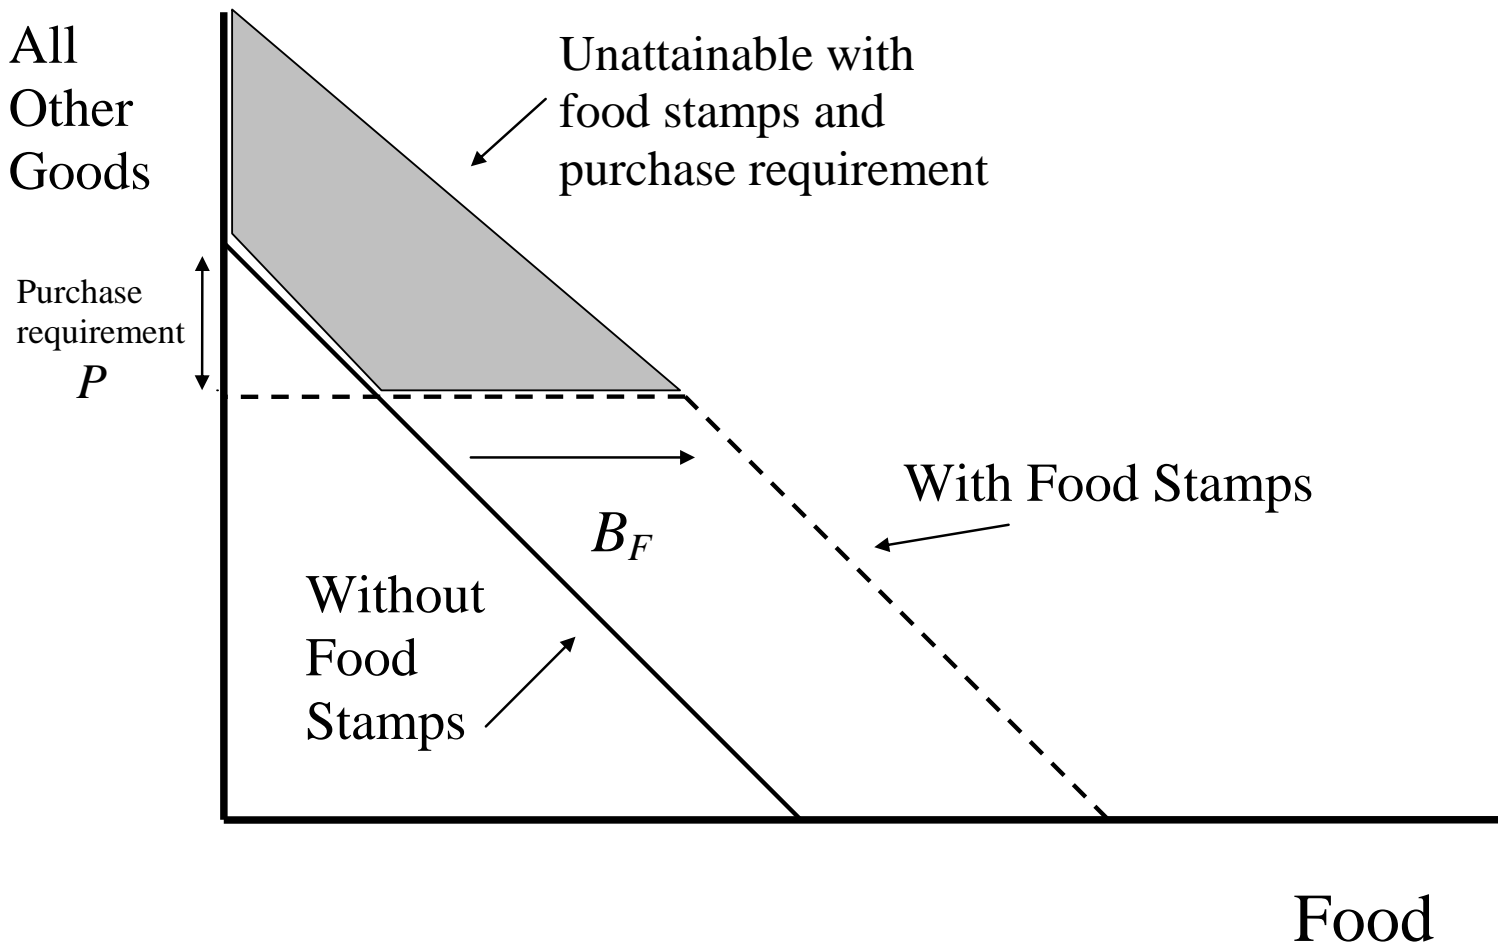 All
Other
Goods
Unattainable with
food stamps and
purchase requirement
Purchase
requirement
P
With Food Stamps
B_F
Without
Food
Stamps
Food